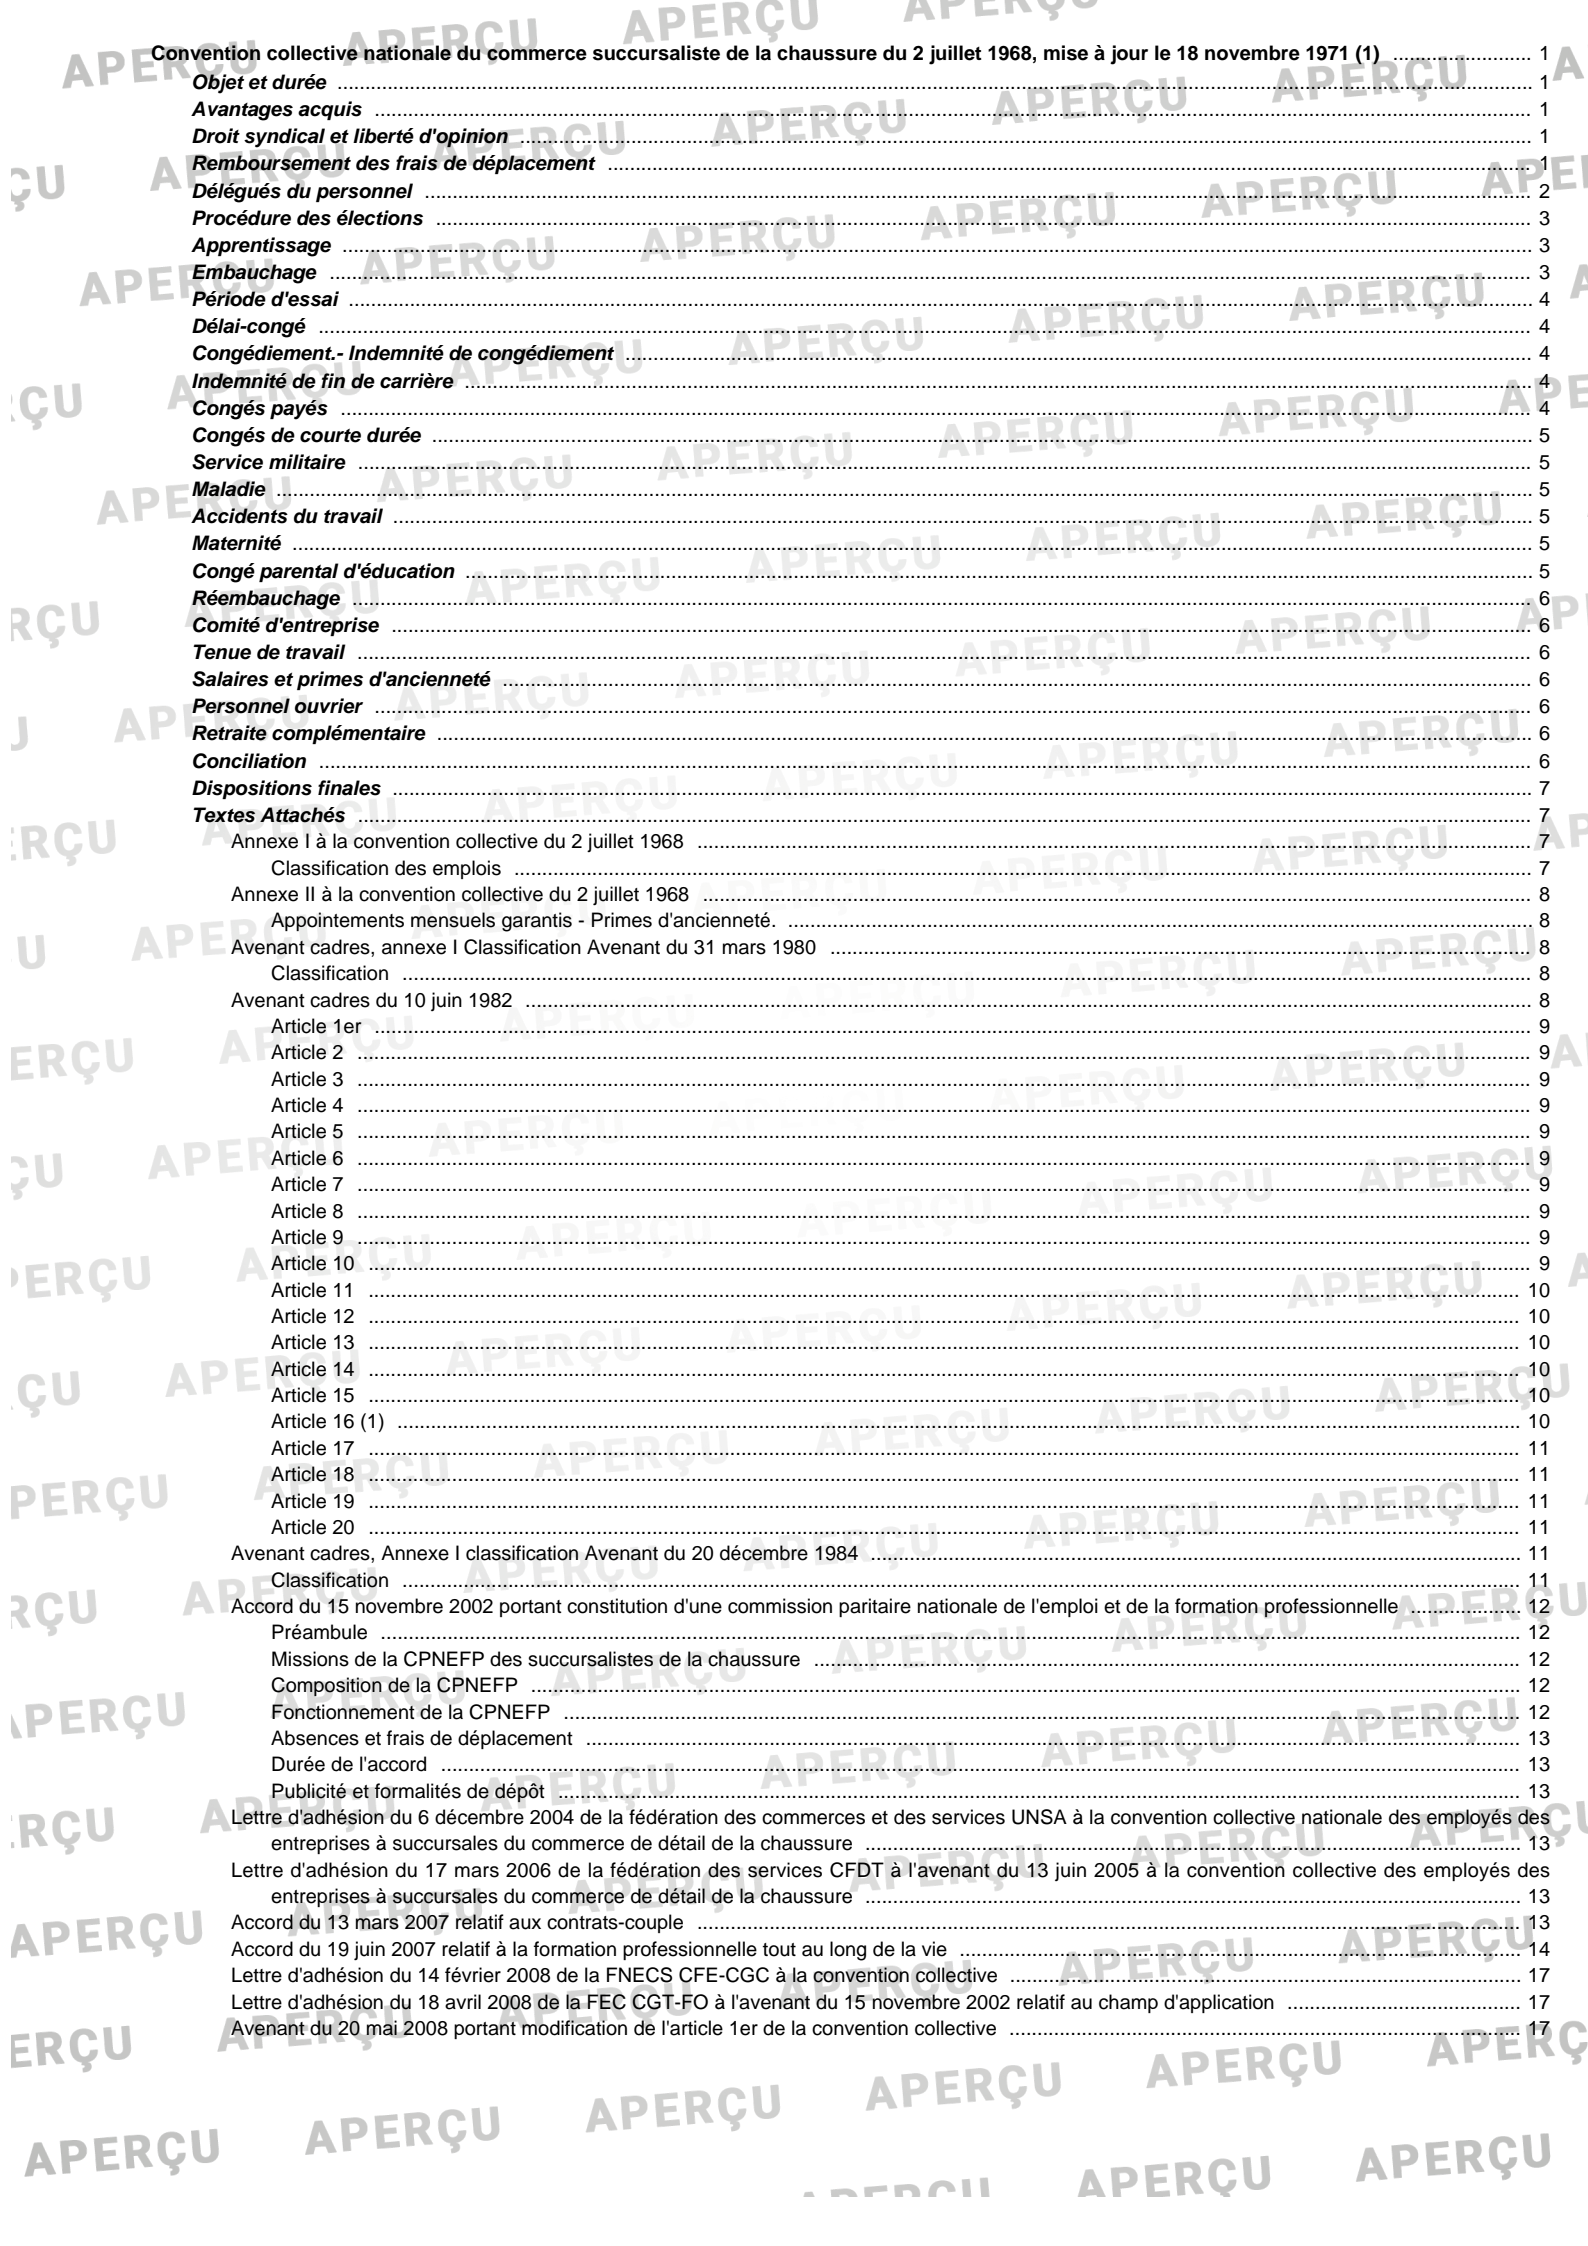 Convention collective nationale du commerce succursaliste de la chaussure du 2 juillet 1968, mise à jour le 18 novembre 1971 (1) 1
Objet et durée 1
Avantages acquis 1
Droit syndical et liberté d'opinion 1
Remboursement des frais de déplacement 1
Délégués du personnel 2
Procédure des élections 3
Apprentissage 3
Embauchage 3
Période d'essai 4
Délai-congé 4
Congédiement.- Indemnité de congédiement 4
Indemnité de fin de carrière 4
Congés payés 4
Congés de courte durée 5
Service militaire 5
Maladie 5
Accidents du travail 5
Maternité 5
Congé parental d'éducation 5
Réembauchage 6
Comité d'entreprise 6
Tenue de travail 6
Salaires et primes d'ancienneté 6
Personnel ouvrier 6
Retraite complémentaire 6
Conciliation 6
Dispositions finales 7
Textes Attachés 7
Annexe I à la convention collective du 2 juillet 1968 7
Classification des emplois 7
Annexe II à la convention collective du 2 juillet 1968 8
Appointements mensuels garantis - Primes d'ancienneté. 8
Avenant cadres, annexe I Classification Avenant du 31 mars 1980 8
Classification 8
Avenant cadres du 10 juin 1982 8
Article 1er 9
Article 2 9
Article 3 9
Article 4 9
Article 5 9
Article 6 9
Article 7 9
Article 8 9
Article 9 9
Article 10 9
Article 11 10
Article 12 10
Article 13 10
Article 14 10
Article 15 10
Article 16 (1) 10
Article 17 11
Article 18 11
Article 19 11
Article 20 11
Avenant cadres, Annexe I classification Avenant du 20 décembre 1984 11
Classification 11
Accord du 15 novembre 2002 portant constitution d'une commission paritaire nationale de l'emploi et de la formation professionnelle 12
Préambule 12
Missions de la CPNEFP des succursalistes de la chaussure 12
Composition de la CPNEFP 12
Fonctionnement de la CPNEFP 12
Absences et frais de déplacement 13
Durée de l'accord 13
Publicité et formalités de dépôt 13
Lettre d'adhésion du 6 décembre 2004 de la fédération des commerces et des services UNSA à la convention collective nationale des employés des
entreprises à succursales du commerce de détail de la chaussure 13
Lettre d'adhésion du 17 mars 2006 de la fédération des services CFDT à l'avenant du 13 juin 2005 à la convention collective des employés des
entreprises à succursales du commerce de détail de la chaussure 13
Accord du 13 mars 2007 relatif aux contrats-couple 13
Accord du 19 juin 2007 relatif à la formation professionnelle tout au long de la vie 14
Lettre d'adhésion du 14 février 2008 de la FNECS CFE-CGC à la convention collective 17
Lettre d'adhésion du 18 avril 2008 de la FEC CGT-FO à l'avenant du 15 novembre 2002 relatif au champ d'application 17
Avenant du 20 mai 2008 portant modification de l'article 1er de la convention collective 17
APERÇU